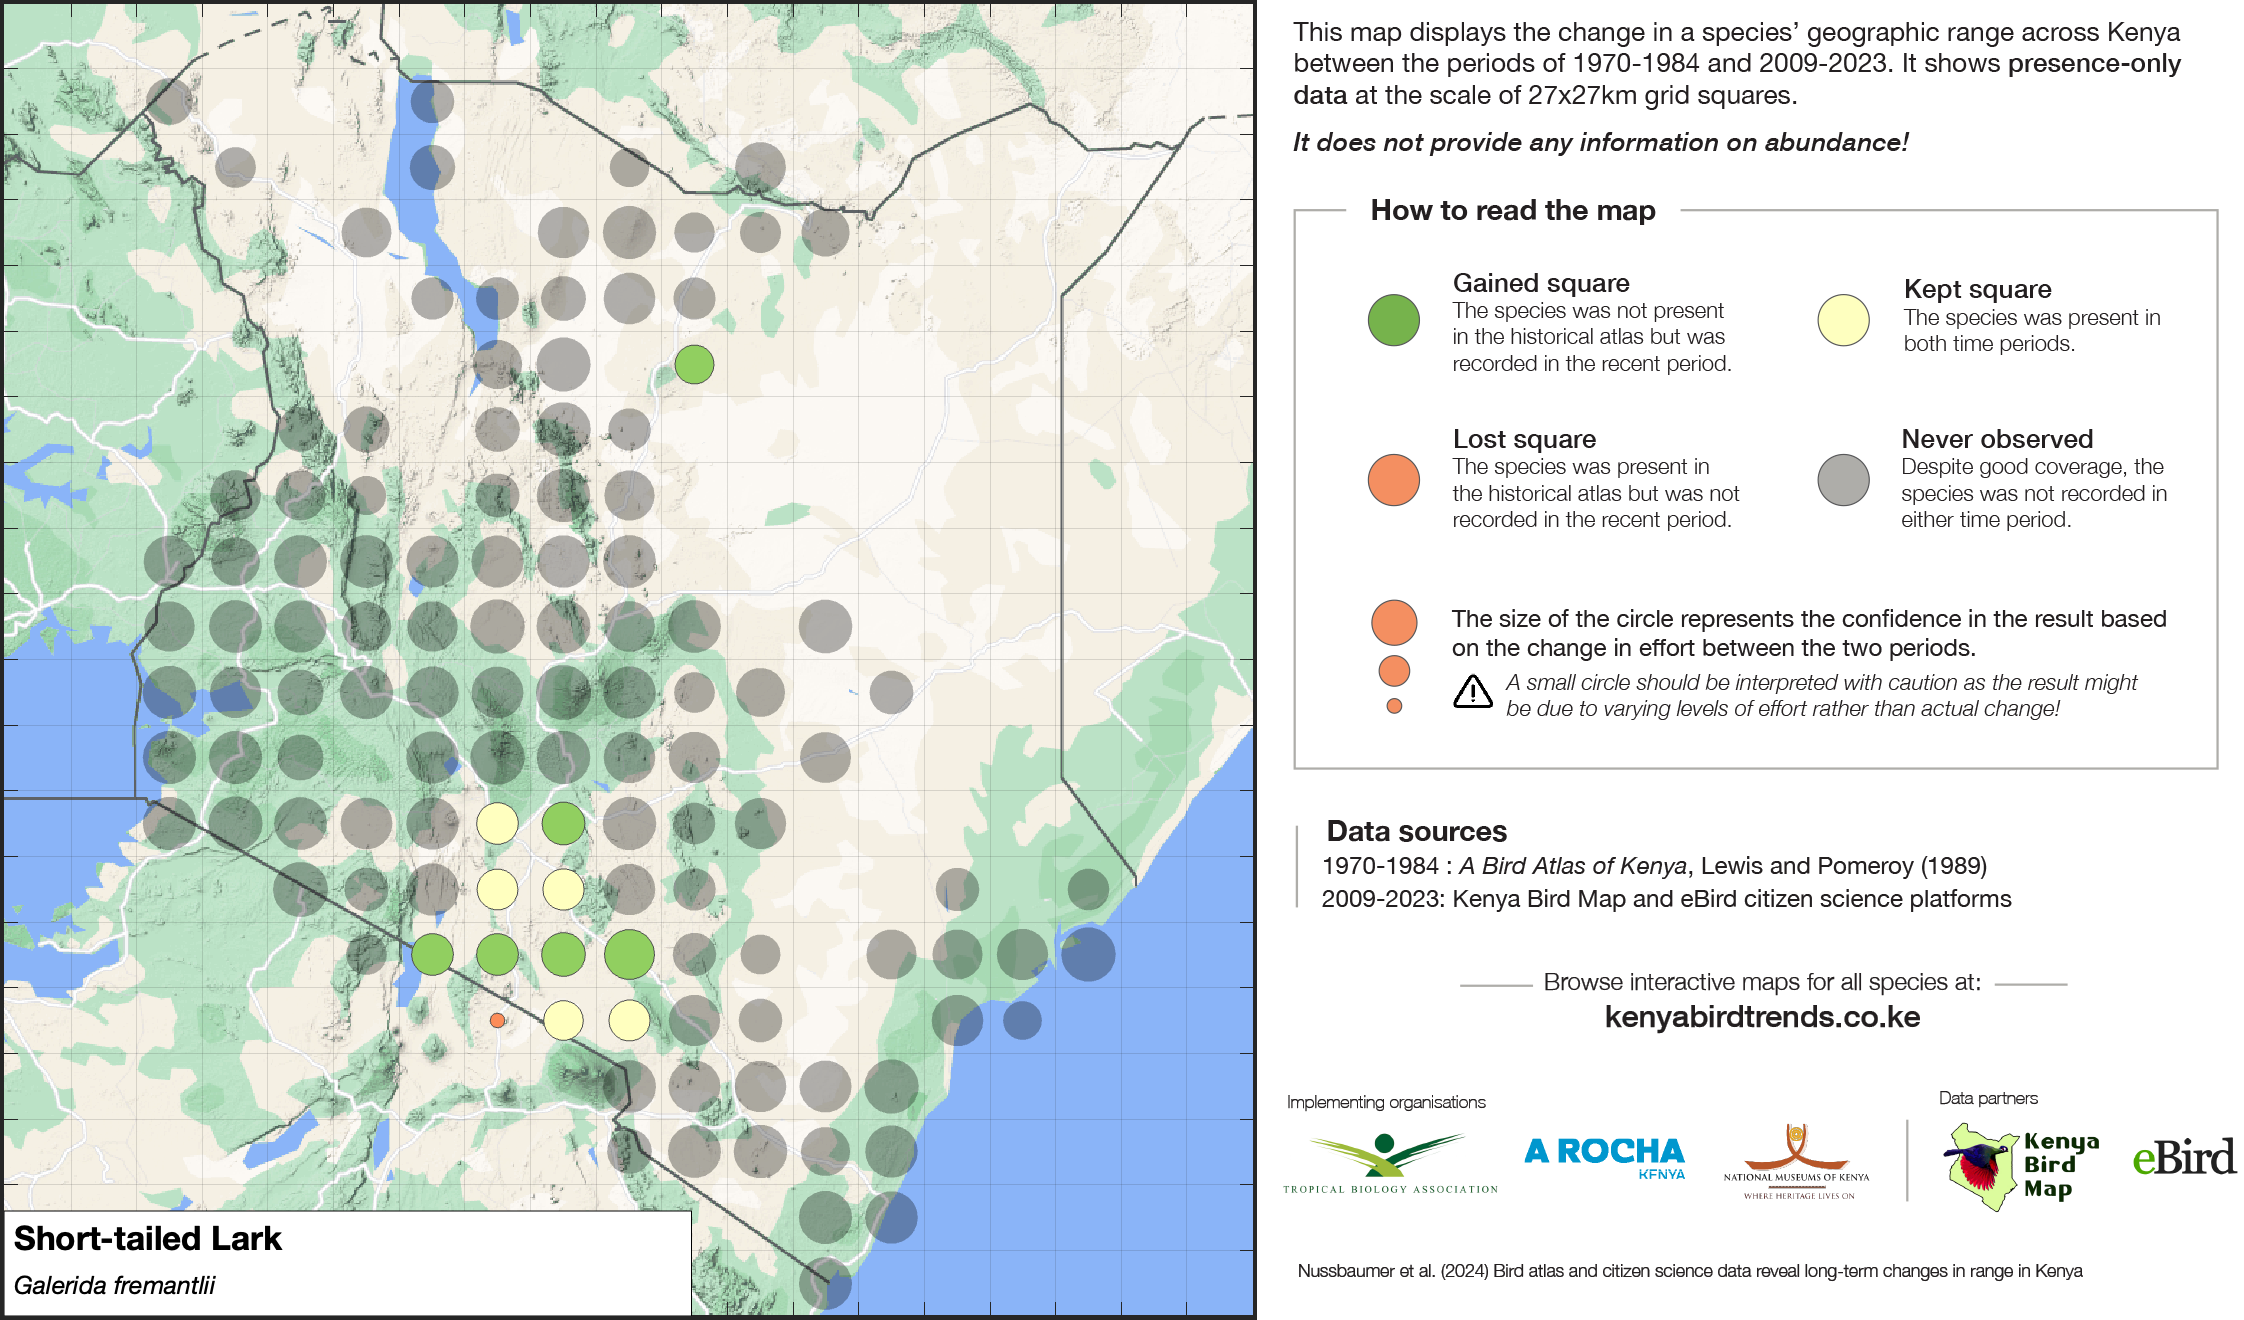 This map displays the change in a species’ geographic range across Kenya
between the periods of 1970-1984 and 2009-2023. It shows presence-only
data at the scale of 27x27km grid squares.
It does not provide any information on abundance!
How to read the map
Gained square
The species was not present
in the historical atlas but was
recorded in the recent period.
Kept square
The species was present in
both time periods.
Lost square
The species was present in
the historical atlas but was not
recorded in the recent period.
Never observed
Despite good coverage, the
species was not recorded in
either time period.
The size of the circle represents the confidence in the result based
on the change in effort between the two periods.
A small circle should be interpreted with caution as the result might
be due to varying levels of effort rather than actual change!
Data sources
1970-1984 : A Bird Atlas of Kenya, Lewis and Pomeroy (1989)
2009-2023: Kenya Bird Map and eBird citizen science platforms
Browse interactive maps for all species at:
kenyabirdtrends.co.ke
Implementing organisations
Data partners
TROPICAL BIOLOGY ASSOCIATION
A ROCHA
KENYA
NATIONAL MUSEUMS OF KENYA
WHERE HERITAGE LIVES ON
Kenya
Bird
Map
eBird
Short-tailed Lark
Galerida fremantlii
Nussbaumer et al. (2024) Bird atlas and citizen science data reveal long-term changes in range in Kenya